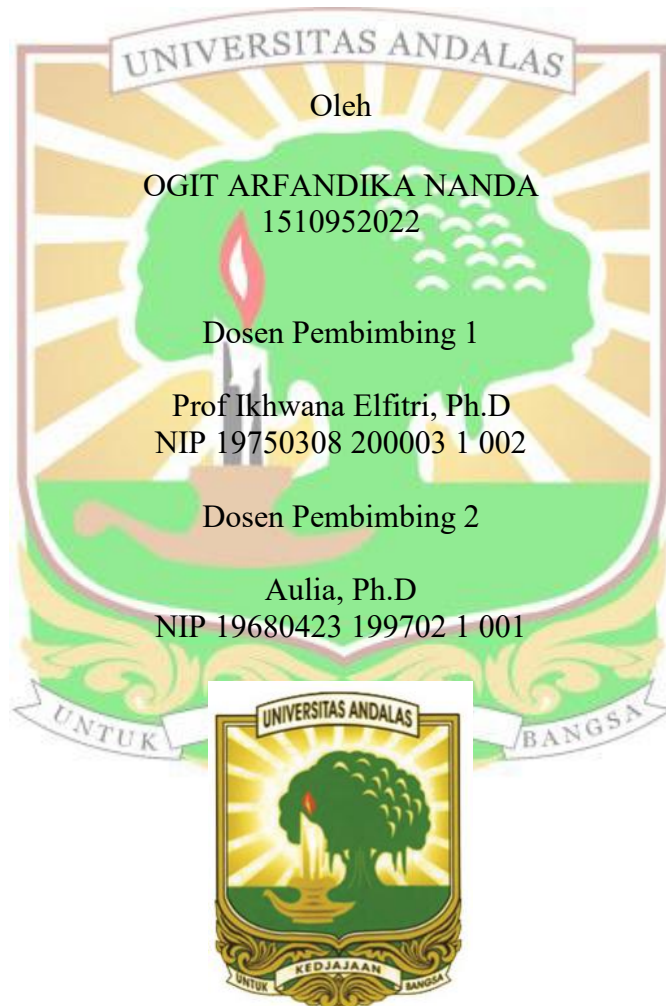 UNIVERSITAS ANDALAS
Oleh
OGIT ARFANDIKA NANDA
1510952022
Dosen Pembimbing 1
Prof Ikhwana Elfitri, Ph.D
NIP 19750308 200003 1 002
Dosen Pembimbing 2
Aulia, Ph.D
NIP 19680423 199702 1 001
UNTUK BANGSA
UNIVERSITAS ANDALAS
UNTUK KEDJAJAAN BANGSA